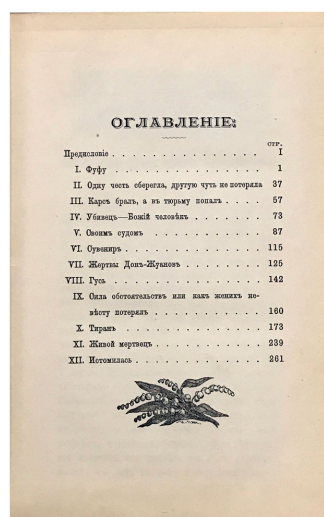 ОГЛАВЛЕНІЕ:
СТР.
Предисловіе . . . . . . . . . . . . . . . I
I. Фуфу . . . . . . . . . . . . . . . 1
II. Одну честь сберегла, другую чуть не потеряла 37
III. Карсъ бралъ, а въ тюрьму попалъ . . . . . 57
IV. Убивецъ—Божій человѣкъ . . . . . . . . 73
V. Своимъ судомъ . . . . . . . . . . . . 87
VI. Сувениръ . . . . . . . . . . . . . . 115
VII. Жертвы Донъ-Жуановъ . . . . . . . . . 125
VIII. Гусь . . . . . . . . . . . . . . . 142
IX. Сила обстоятельствъ или какъ женихъ не-
вѣсту потерялъ . . . . . . . . . . . 160
X. Тиранъ . . . . . . . . . . . . . . 173
XI. Живой мертвецъ . . . . . . . . . . . 239
XII. Истомилась . . . . . . . . . . . . . 261